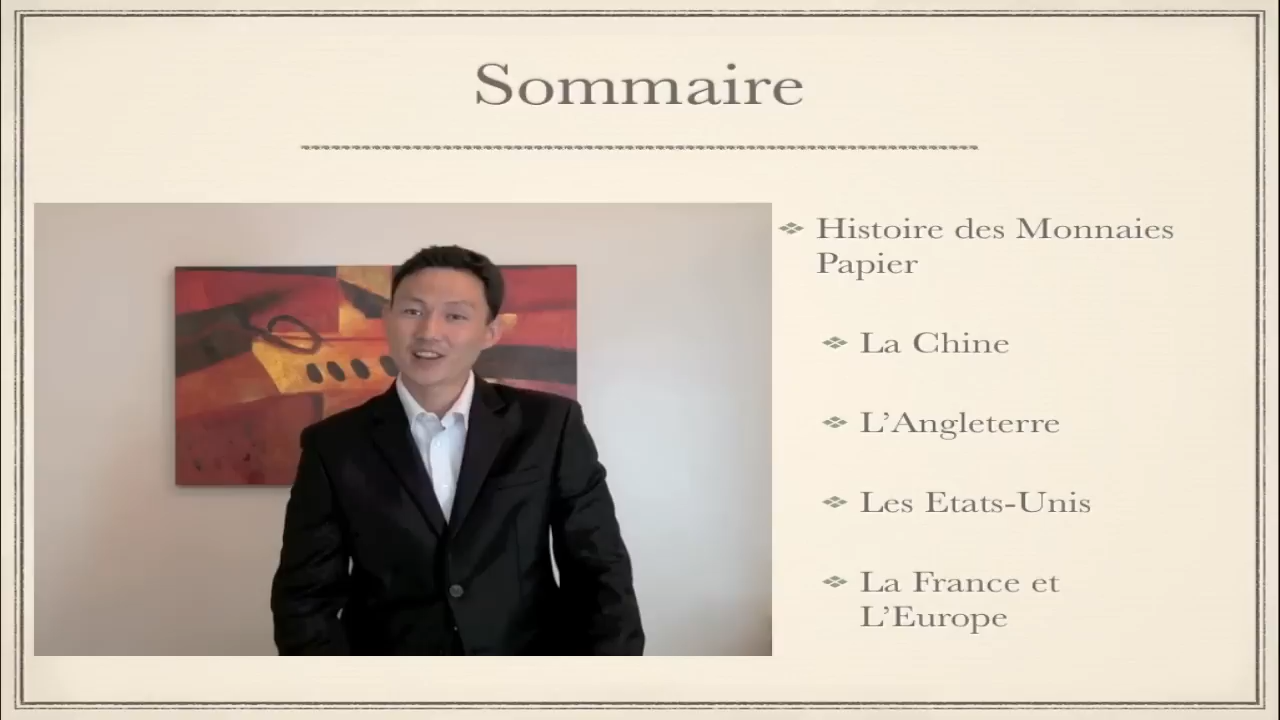 Sommaire
Histoire des Monnaies
Papier
La Chine
L’Angleterre
Les Etats-Unis
La France et
L’Europe